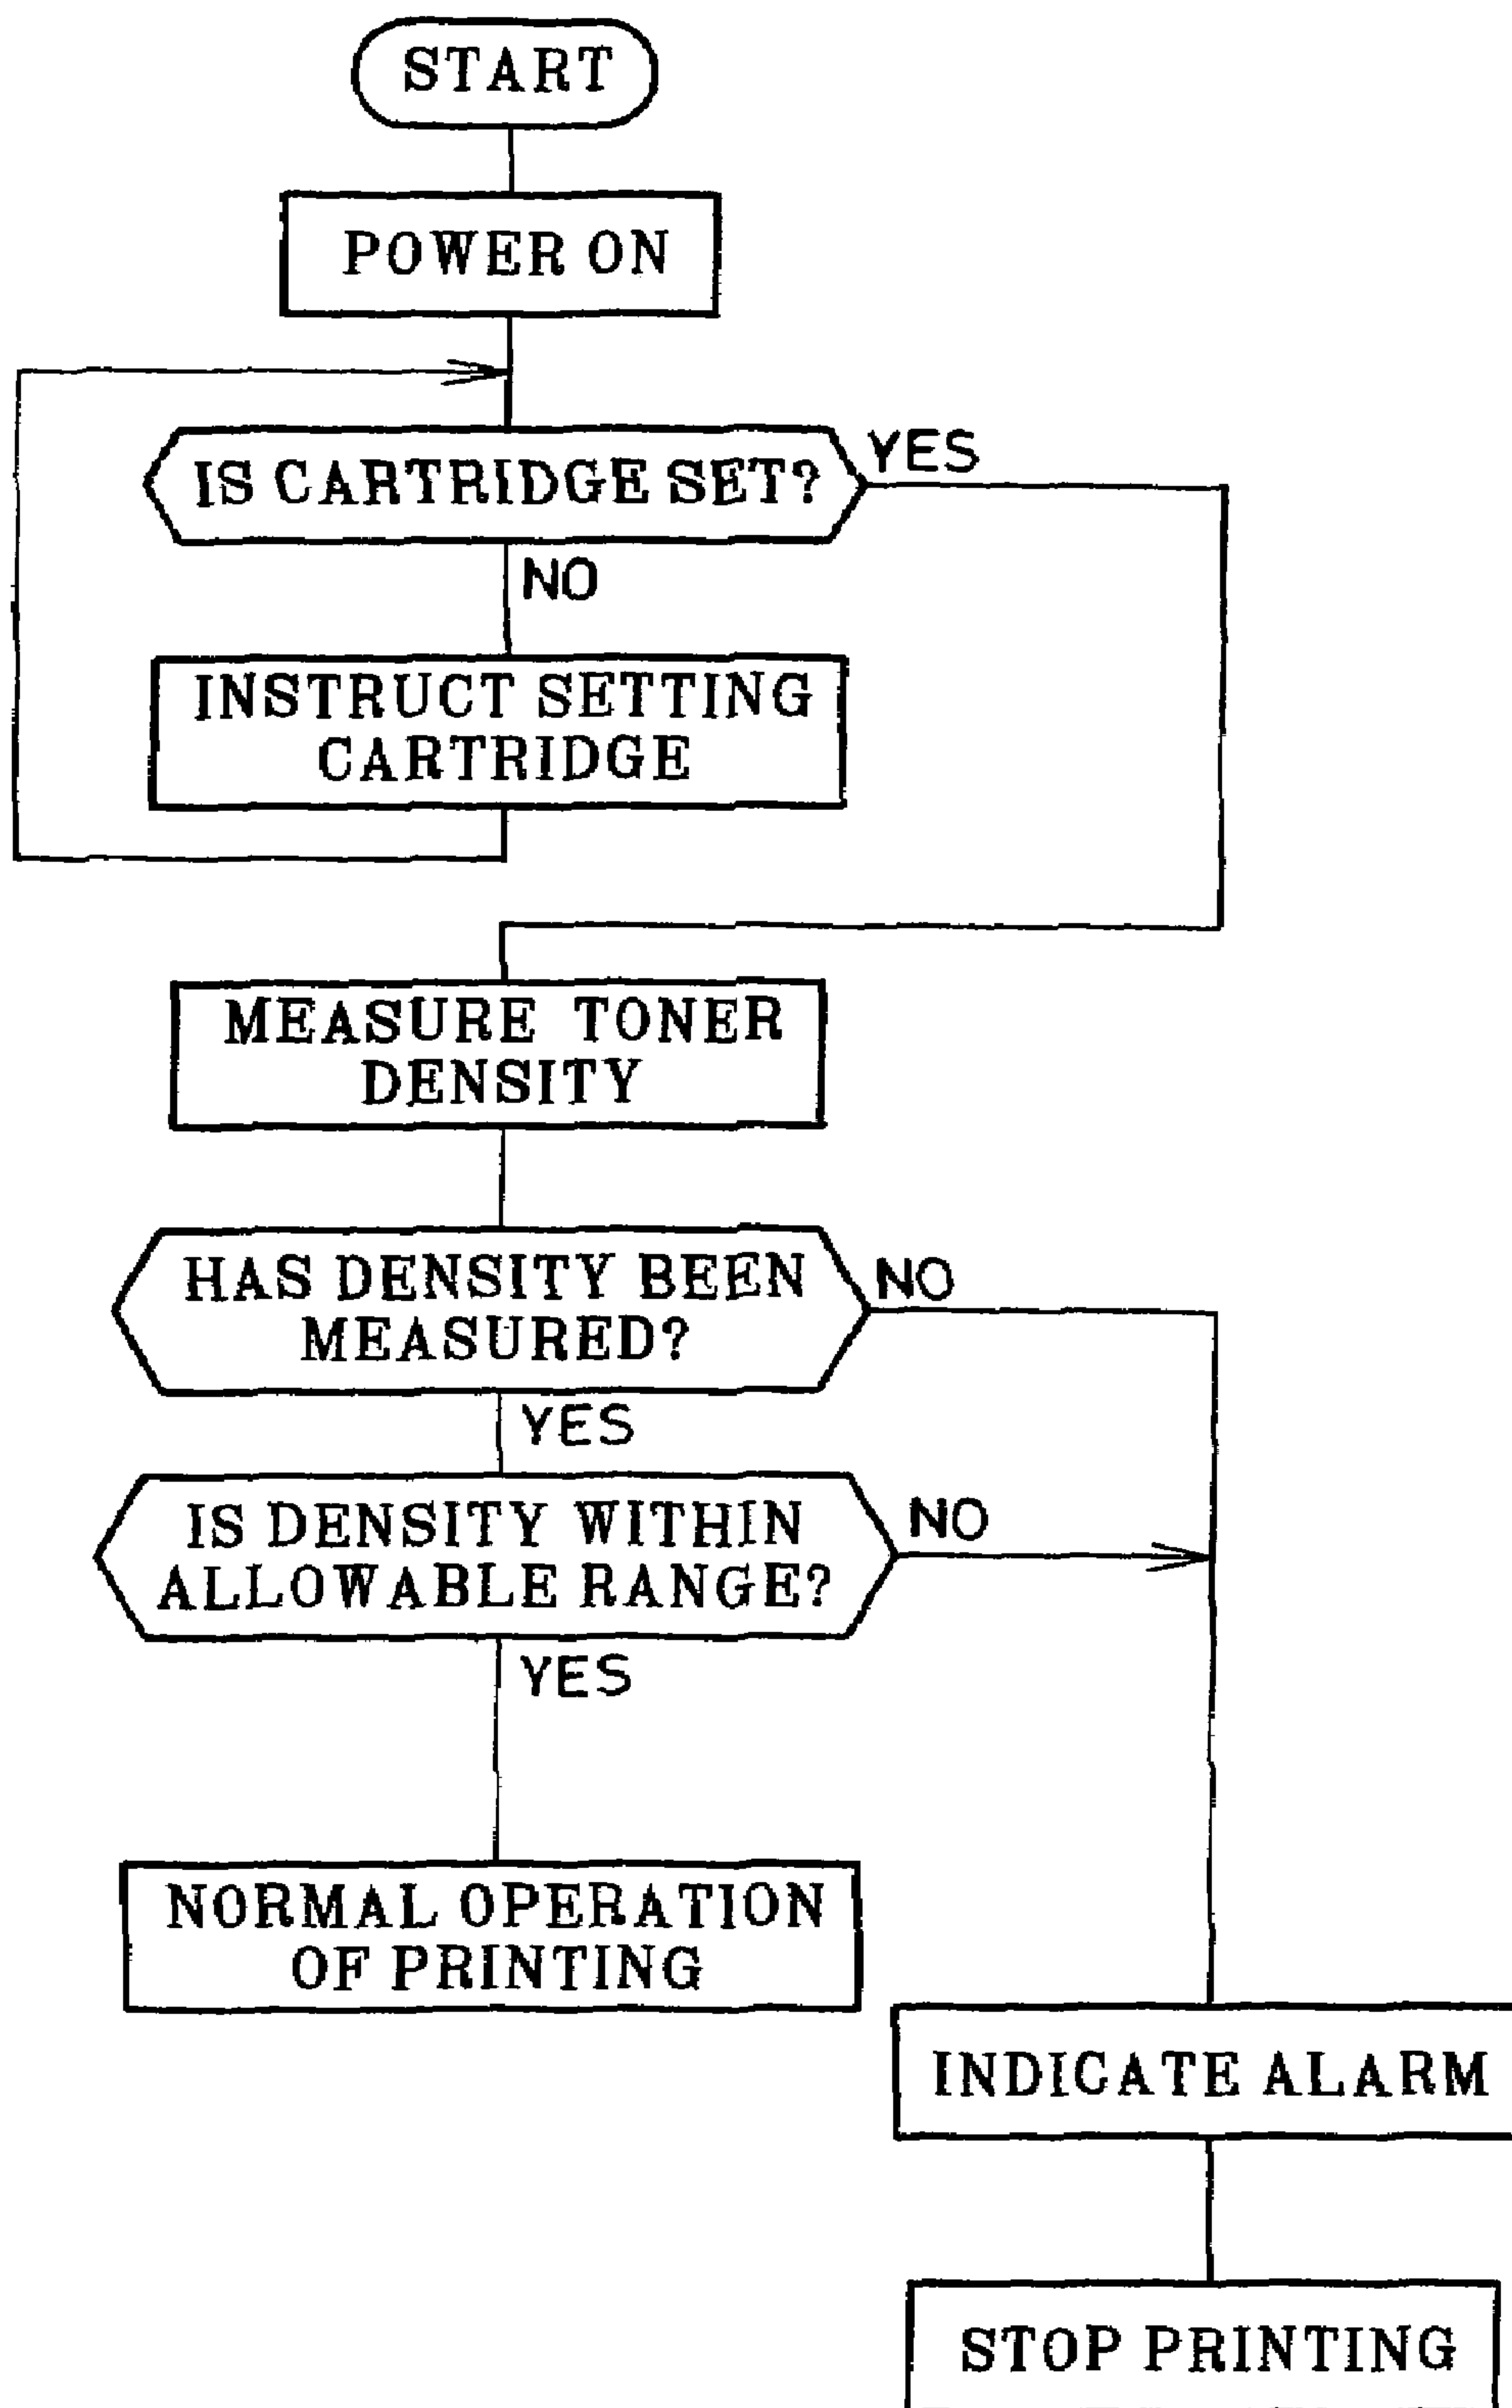 START
POWER ON
IS CARTRIDGE SET?
YES
NO
INSTRUCT SETTING
CARTRIDGE
MEASURE TONER
DENSITY
HAS DENSITY BEEN
MEASURED?
NO
YES
IS DENSITY WITHIN
ALLOWABLE RANGE?
NO
YES
NORMAL OPERATION
OF PRINTING
INDICATE ALARM
STOP PRINTING